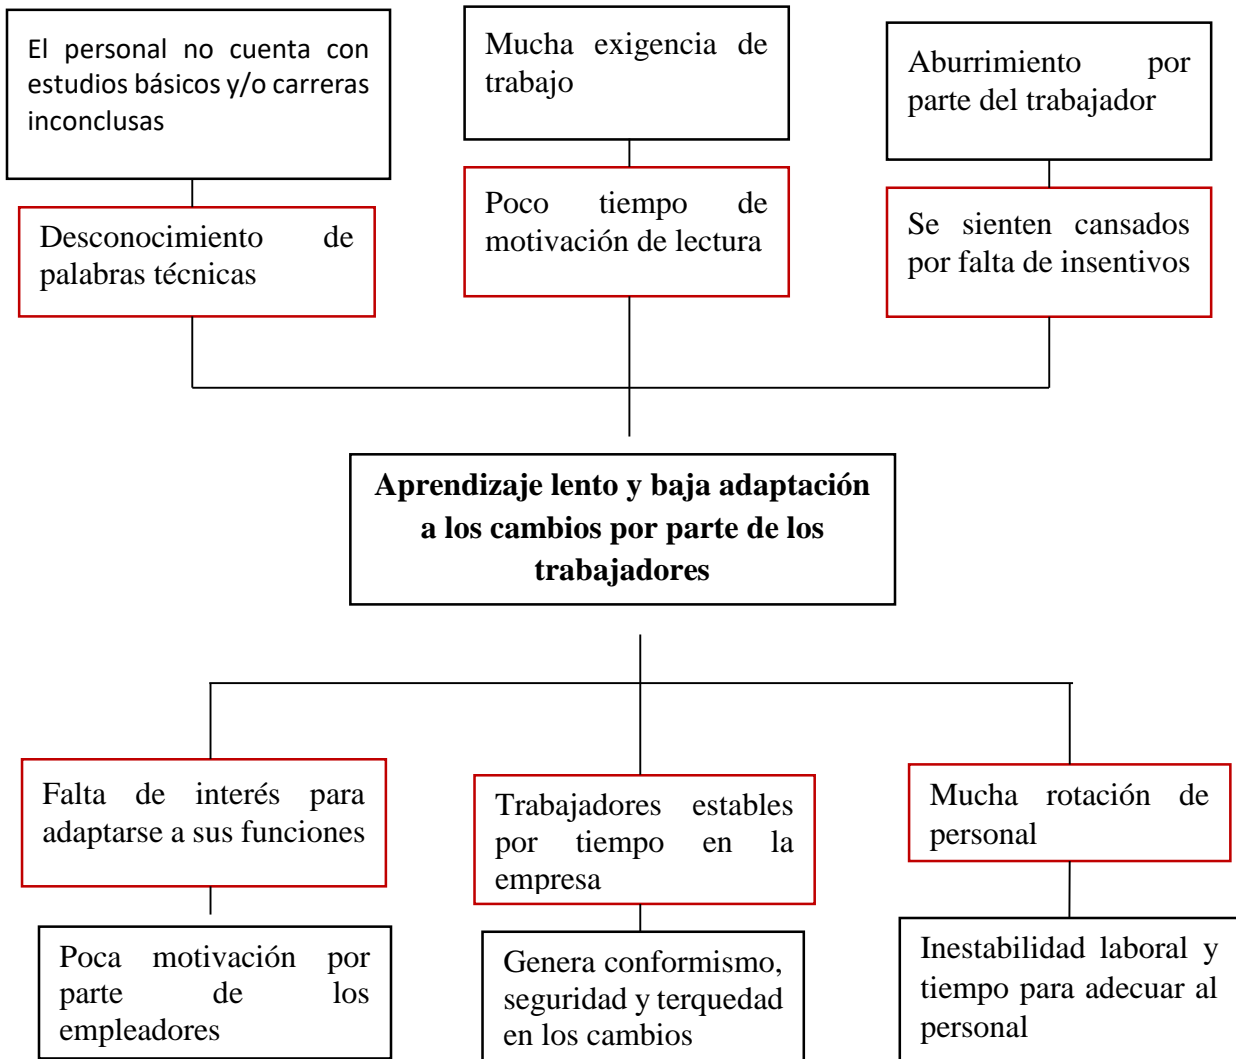 El personal no cuenta con
estudios básicos y/o carreras
inconclusas
Mucha exigencia de
trabajo
Aburrimiento por
parte del trabajador
Desconocimiento de
palabras técnicas
Poco tiempo de
motivación de lectura
Se sienten cansados
por falta de insentivos
Aprendizaje lento y baja adaptación
a los cambios por parte de los
trabajadores
Falta de interés para
adaptarse a sus funciones
Trabajadores estables
por tiempo en la
empresa
Mucha rotación de
personal
Poca motivación por
parte de los
empleadores
Genera conformismo,
seguridad y terquedad
en los cambios
Inestabilidad laboral y
tiempo para adecuar al
personal